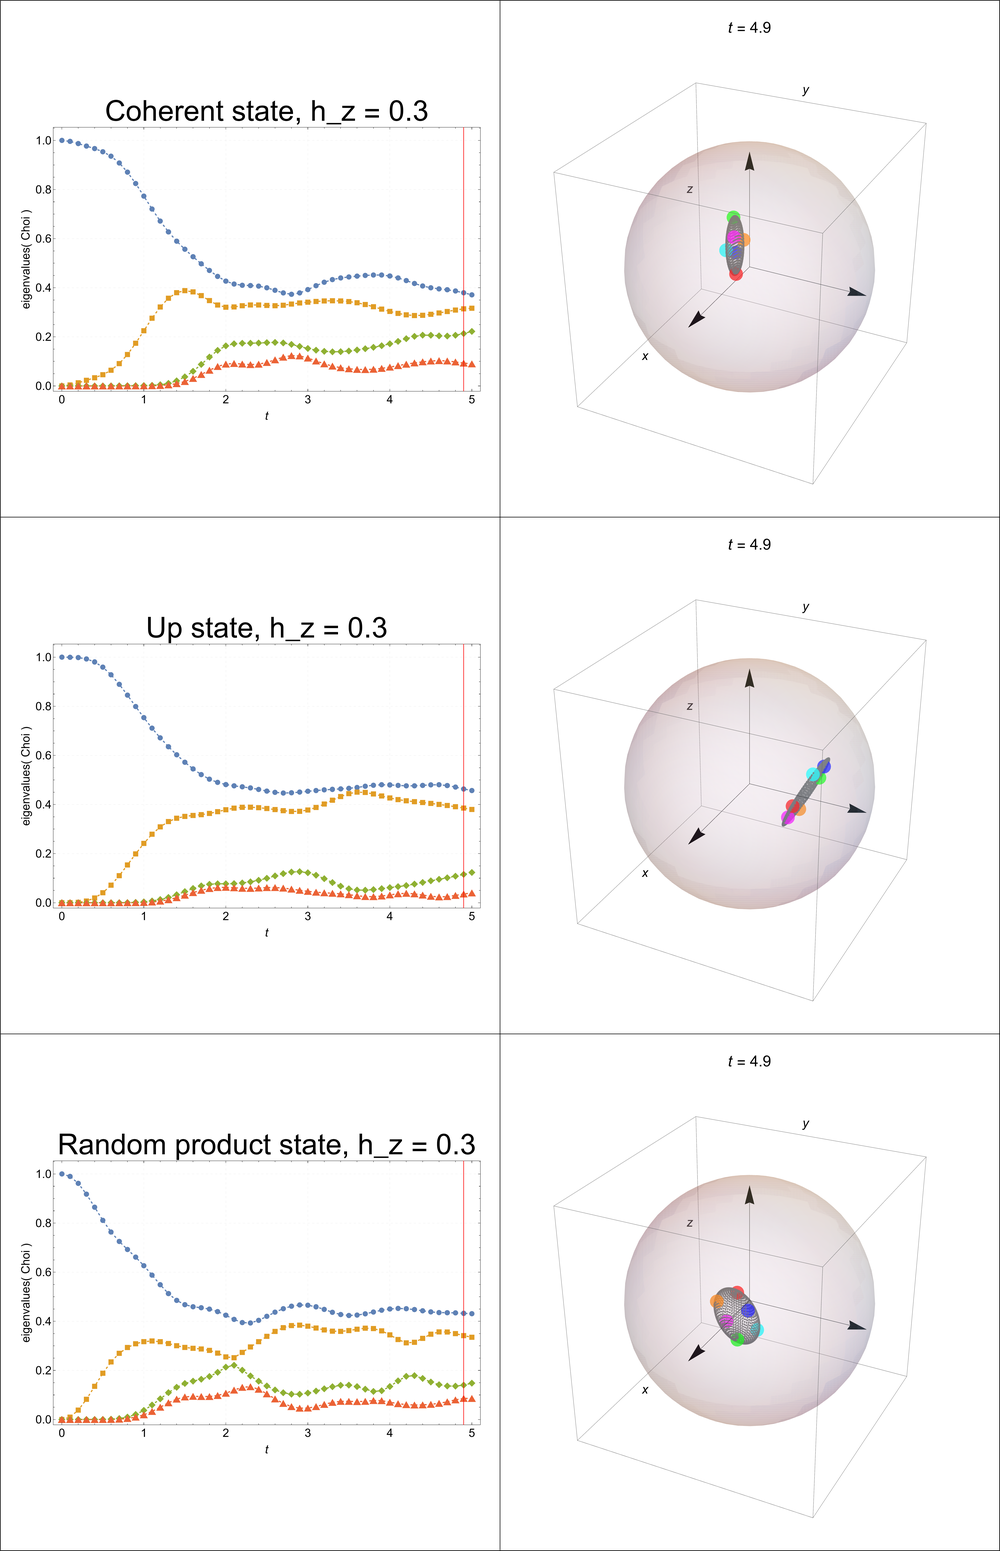 Coherent state, h_z = 0.3
eigenvalues( Choi )
1.0
0.8
0.6
0.4
0.2
0.0
0 1 2 3 4 5
t
t = 4.9
y
z
x
Up state, h_z = 0.3
eigenvalues( Choi )
1.0
0.8
0.6
0.4
0.2
0.0
0 1 2 3 4 5
t
t = 4.9
y
z
x
Random product state, h_z = 0.3
eigenvalues( Choi )
1.0
0.8
0.6
0.4
0.2
0.0
0 1 2 3 4 5
t
t = 4.9
y
z
x